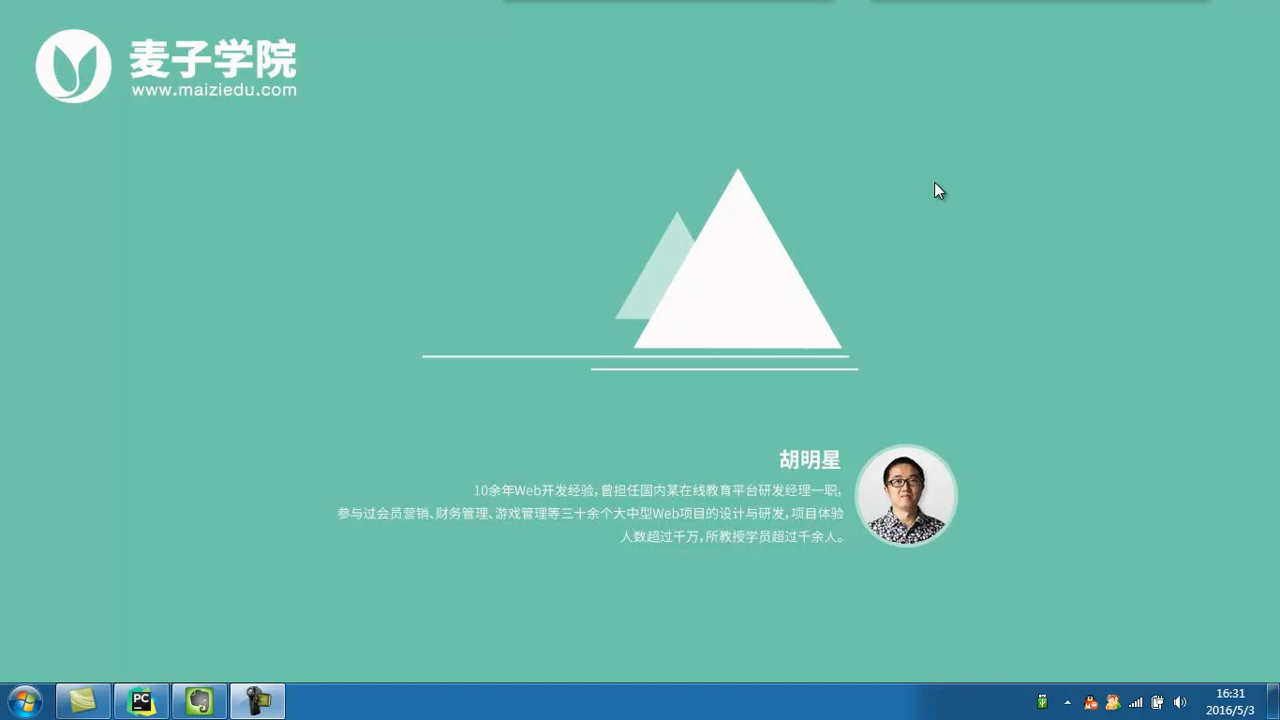 麦子学院
www.maiziedu.com
胡明星
10余年Web开发经验,曾担任国内某在线教育平台研发经理一职,
参与过会员营销、财务管理、游戏管理等三十余个大中型Web项目的设计与研发,项目体验
人数超过千万,所教授学员超过千余人。
PC
16:31
2016/5/3